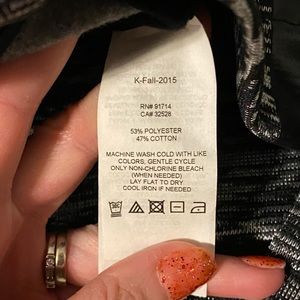 K-Fall-2015
RN# 91714
CA# 32528
53% POLYESTER
47% COTTON
MACHINE WASH COLD WITH LIKE
COLORS, GENTLE CYCLE
ONLY NON-CHLORINE BLEACH
(WHEN NEEDED)
LAY FLAT TO DRY
COOL IRON IF NEEDED